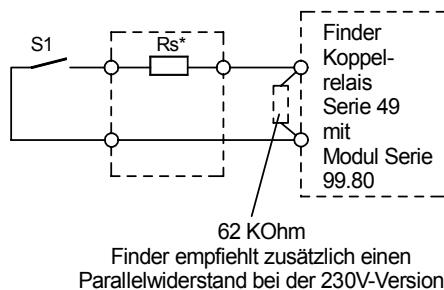 S1
Rs*
Finder
Koppel-
relais
Serie 49
mit
Modul Serie
99.80
62 KOhm
Finder empfiehlt zusätzlich einen
Parallelwiderstand bei der 230V-Version